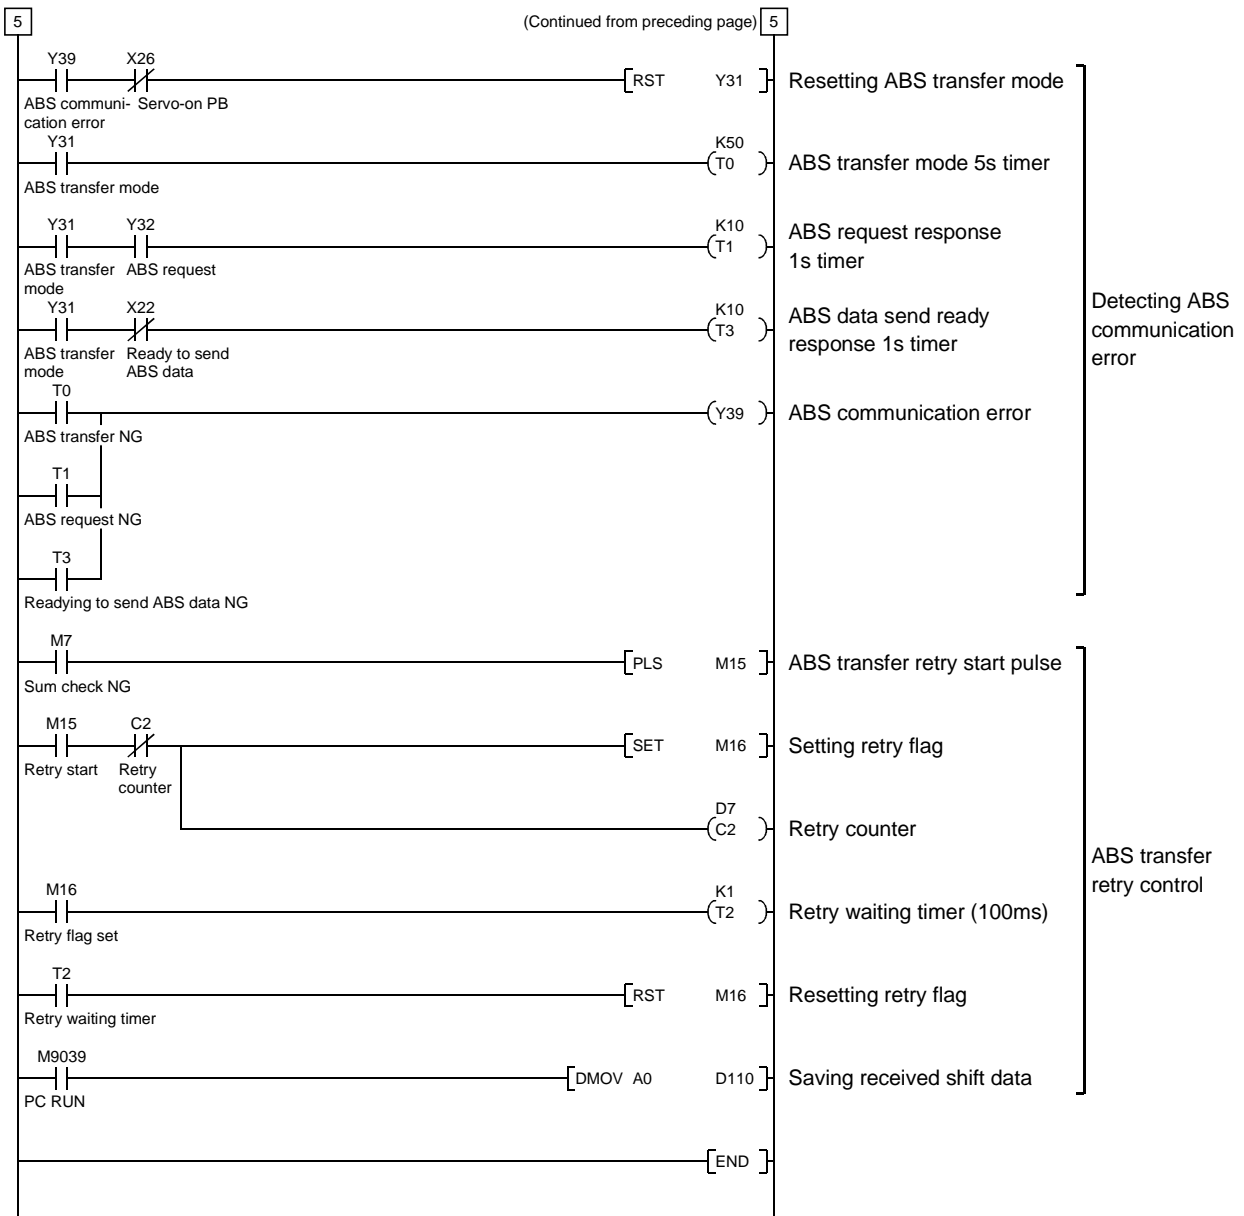 5
(Continued from preceding page)
5
Y39 X26
RST Y31 Resetting ABS transfer mode
ABS communi- Servo-on PB
cation error
Y31
K50
T0 ABS transfer mode 5s timer
ABS transfer mode
Y31 Y32
K10
T1 ABS request response
1s timer
ABS transfer ABS request
mode
Y31 X22
K10
T3 ABS data send ready
response 1s timer
ABS transfer Ready to send
mode ABS data
Detecting ABS
communication
error
T0
Y39 ABS communication error
ABS transfer NG
T1
ABS request NG
T3
Readying to send ABS data NG
M7
PLS M15 ABS transfer retry start pulse
Sum check NG
M15 C2
SET M16 Setting retry flag
Retry start Retry
counter
D7
C2 Retry counter
ABS transfer
retry control
M16
K1
T2 Retry waiting timer (100ms)
Retry flag set
T2
RST M16 Resetting retry flag
Retry waiting timer
M9039
DMOV A0 D110 Saving received shift data
PC RUN
END